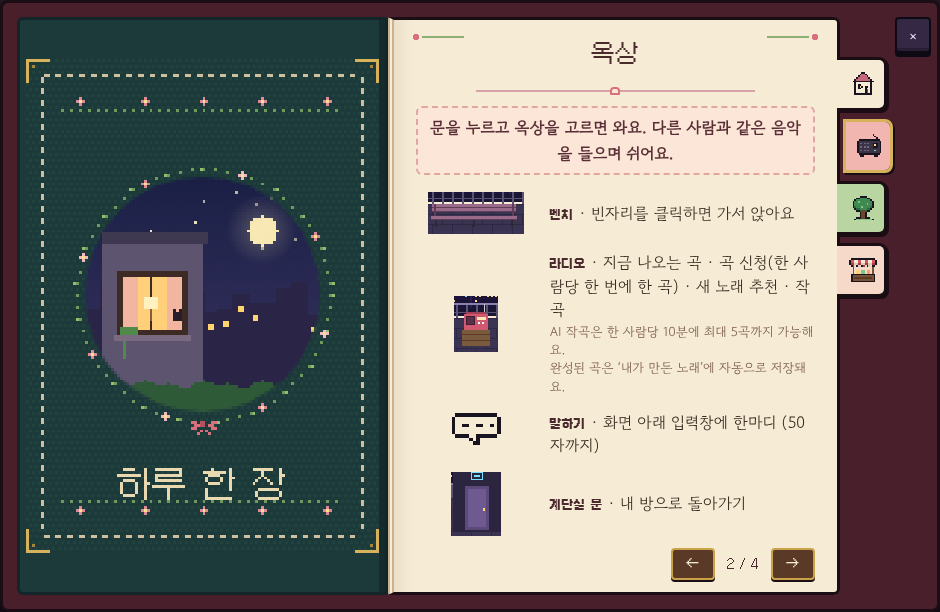 하루 한 장
옥상
문을 누르고 옥상을 고르면 와요. 다른 사람과 같은 음악
을 들으며 쉬어요.
벤치 · 빈자리를 클릭하면 가서 앉아요
라디오 · 지금 나오는 곡 · 곡 신청(한 사
람당 한 번에 한 곡) · 새 노래 추천 · 작
곡
AI 작곡은 한 사람당 10분에 최대 5곡까지 가능해
요.
완성된 곡은 '내가 만든 노래'에 자동으로 저장돼
요.
말하기 · 화면 아래 입력창에 한마디 (50
자까지)
계단실 문 · 내 방으로 돌아가기
← 2 / 4 →
×